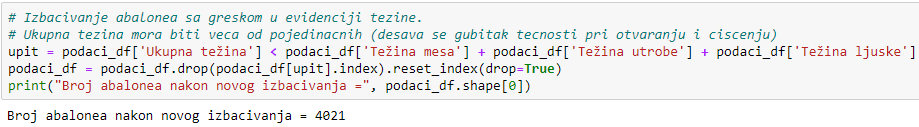 # Izbacivanje abalonea sa greskom u evidenciji tezine.
# Ukupna tezina mora biti veca od pojedinacnih (desava se gubitak tecnosti pri otvaranju i ciscenju)
upit = podaci_df['Ukupna težina'] < podaci_df['Težina mesa'] + podaci_df['Težina utrobe'] + podaci_df['Težina ljuske']
podaci_df = podaci_df.drop(podaci_df[upit].index).reset_index(drop=True)
print("Broj abalonea nakon novog izbacivanja =", podaci_df.shape[0])
Broj abalonea nakon novog izbacivanja = 4021